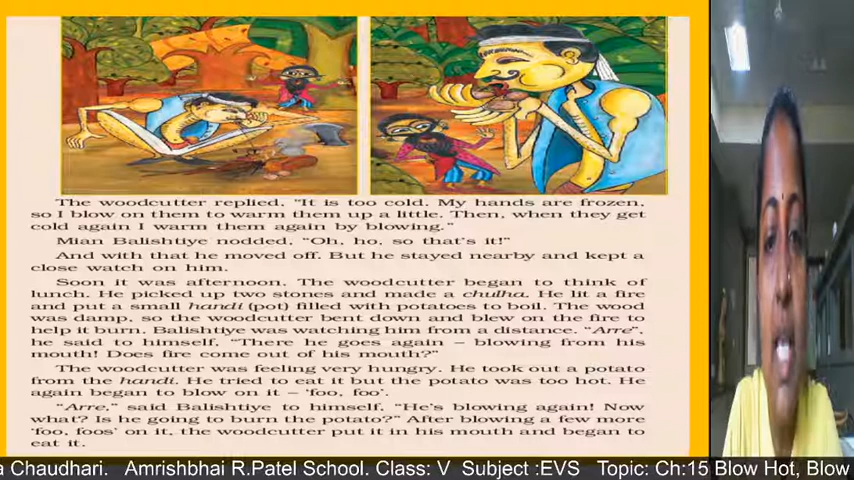 The woodcutter replied, "It is too cold. My hands are frozen,
so I blow on them to warm them up a little. Then, when they get
cold again I warm them again by blowing."
Mian Balishtiye nodded, "Oh, ho, so that's it!"
And with that he moved off. But he stayed nearby and kept a
close watch on him.
Soon it was afternoon. The woodcutter began to think of
lunch. He picked up two stones and made a chulha. He lit a fire
and put a small handi (pot) filled with potatoes to boil. The wood
was damp, so the woodcutter bent down and blew on the fire to
help it burn. Balishtiye was watching him from a distance. "Arre",
he said to himself, "There he goes again – blowing from his
mouth! Does fire come out of his mouth?"
The woodcutter was feeling very hungry. He took out a potato
from the handi. He tried to eat it but the potato was too hot. He
again began to blow on it – 'foo, foo'.
"Arre," said Balishtiye to himself, "He's blowing again! Now
what? Is he going to burn the potato?" After blowing a few more
'foo, foos' on it, the woodcutter put it in his mouth and began to
eat it.
a Chaudhari. Amrishbhai R.Patel School. Class: V Subject :EVS Topic: Ch:15 Blow Hot, Blow